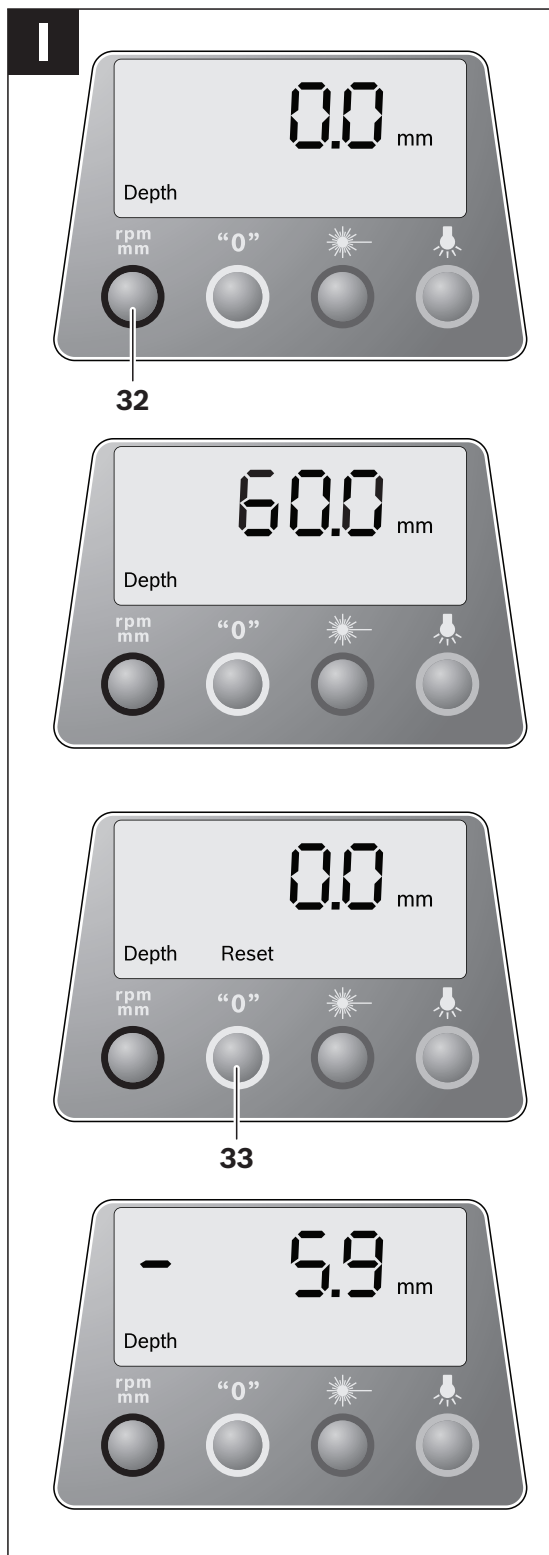 I
0.0 mm
Depth
rpm “0”
mm
32
60.0 mm
Depth
rpm “0”
mm
0.0 mm
Depth Reset
rpm “0”
mm
33
- 5.9 mm
Depth
rpm “0”
mm